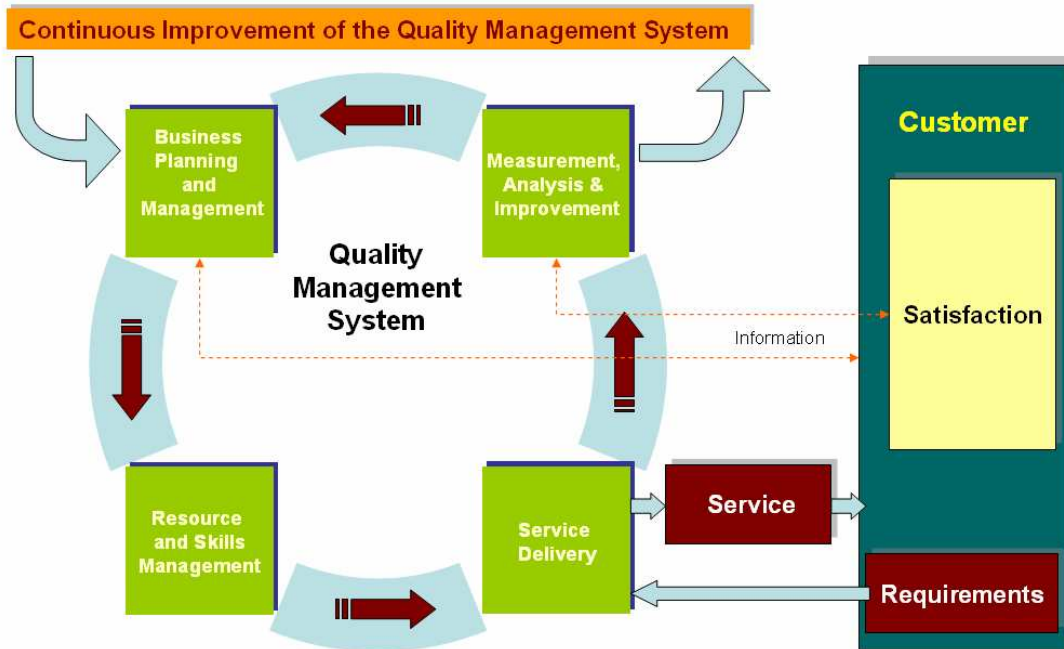 Continuous Improvement of the Quality Management System
Business
Planning
and
Management
Measurement,
Analysis &
Improvement
Customer
Quality
Management
System
Satisfaction
Information
Resource
and Skills
Management
Service
Delivery
Service
Requirements